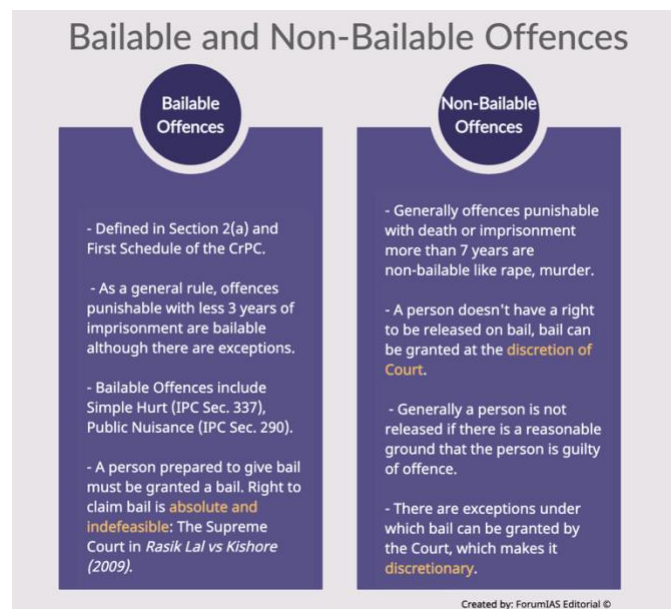 Bailable and Non-Bailable Offences
Bailable
Offences
- Defined in Section 2(a) and
First Schedule of the CrPC.
- As a general rule, offences
punishable with less 3 years of
imprisonment are bailable
although there are exceptions.
- Bailable Offences include
Simple Hurt (IPC Sec. 337),
Public Nuisance (IPC Sec. 290).
- A person prepared to give bail
must be granted a bail. Right to
claim bail is absolute and
indefeasible: The Supreme
Court in Rasik Lal vs Kishore
(2009).
Non-Bailable
Offences
- Generally offences punishable
with death or imprisonment
more than 7 years are
non-bailable like rape, murder.
- A person doesn't have a right
to be released on bail, bail can
be granted at the discretion of
Court.
- Generally a person is not
released if there is a reasonable
ground that the person is guilty
of offence.
- There are exceptions under
which bail can be granted by
the Court, which makes it
discretionary.
Created by: ForumIAS Editorial ©